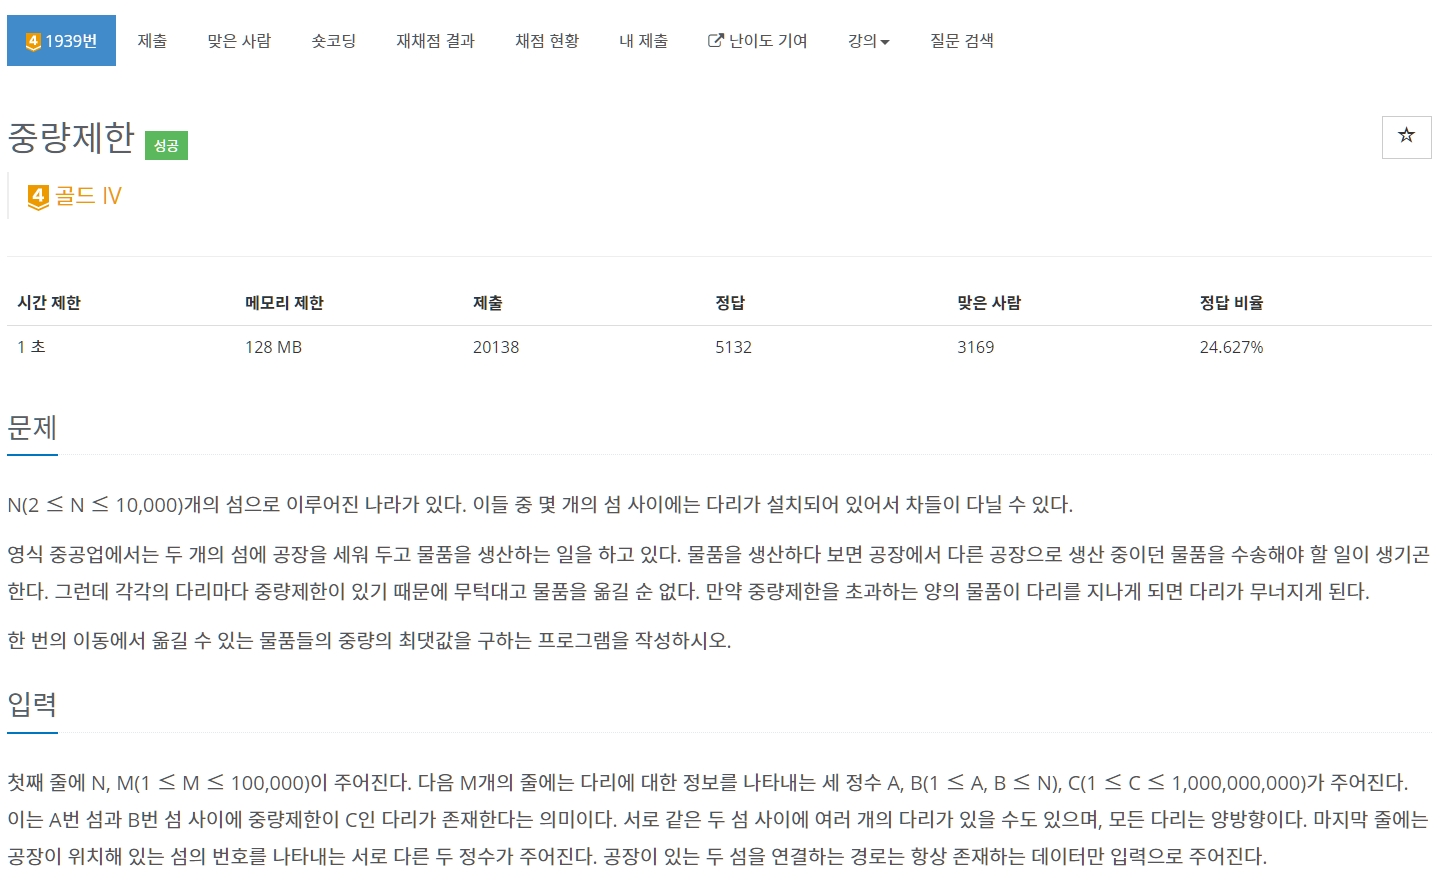 4 1939번 제출 맞은 사람 숏코딩 재채점 결과 채점 현황 내 제출 난이도 기여 강의 질문 검색
중량제한 성공
4 골드 IV
시간 제한 메모리 제한 제출 정답 맞은 사람 정답 비율
1 초 128 MB 20138 5132 3169 24.627%
문제
N(2 ≤ N ≤ 10,000)개의 섬으로 이루어진 나라가 있다. 이들 중 몇 개의 섬 사이에는 다리가 설치되어 있어서 차들이 다닐 수 있다.
영식 중공업에서는 두 개의 섬에 공장을 세워 두고 물품을 생산하는 일을 하고 있다. 물품을 생산하다 보면 공장에서 다른 공장으로 생산 중이던 물품을 수송해야 할 일이 생기곤
한다. 그런데 각각의 다리마다 중량제한이 있기 때문에 무턱대고 물품을 옮길 순 없다. 만약 중량제한을 초과하는 양의 물품이 다리를 지나게 되면 다리가 무너지게 된다.
한 번의 이동에서 옮길 수 있는 물품들의 중량의 최댓값을 구하는 프로그램을 작성하시오.
입력
첫째 줄에 N, M(1 ≤ M ≤ 100,000)이 주어진다. 다음 M개의 줄에는 다리에 대한 정보를 나타내는 세 정수 A, B(1 ≤ A, B ≤ N), C(1 ≤ C ≤ 1,000,000,000)가 주어진다.
이는 A번 섬과 B번 섬 사이에 중량제한이 C인 다리가 존재한다는 의미이다. 서로 같은 두 섬 사이에 여러 개의 다리가 있을 수도 있으며, 모든 다리는 양방향이다. 마지막 줄에는
공장이 위치해 있는 섬의 번호를 나타내는 서로 다른 두 정수가 주어진다. 공장이 있는 두 섬을 연결하는 경로는 항상 존재하는 데이터만 입력으로 주어진다.